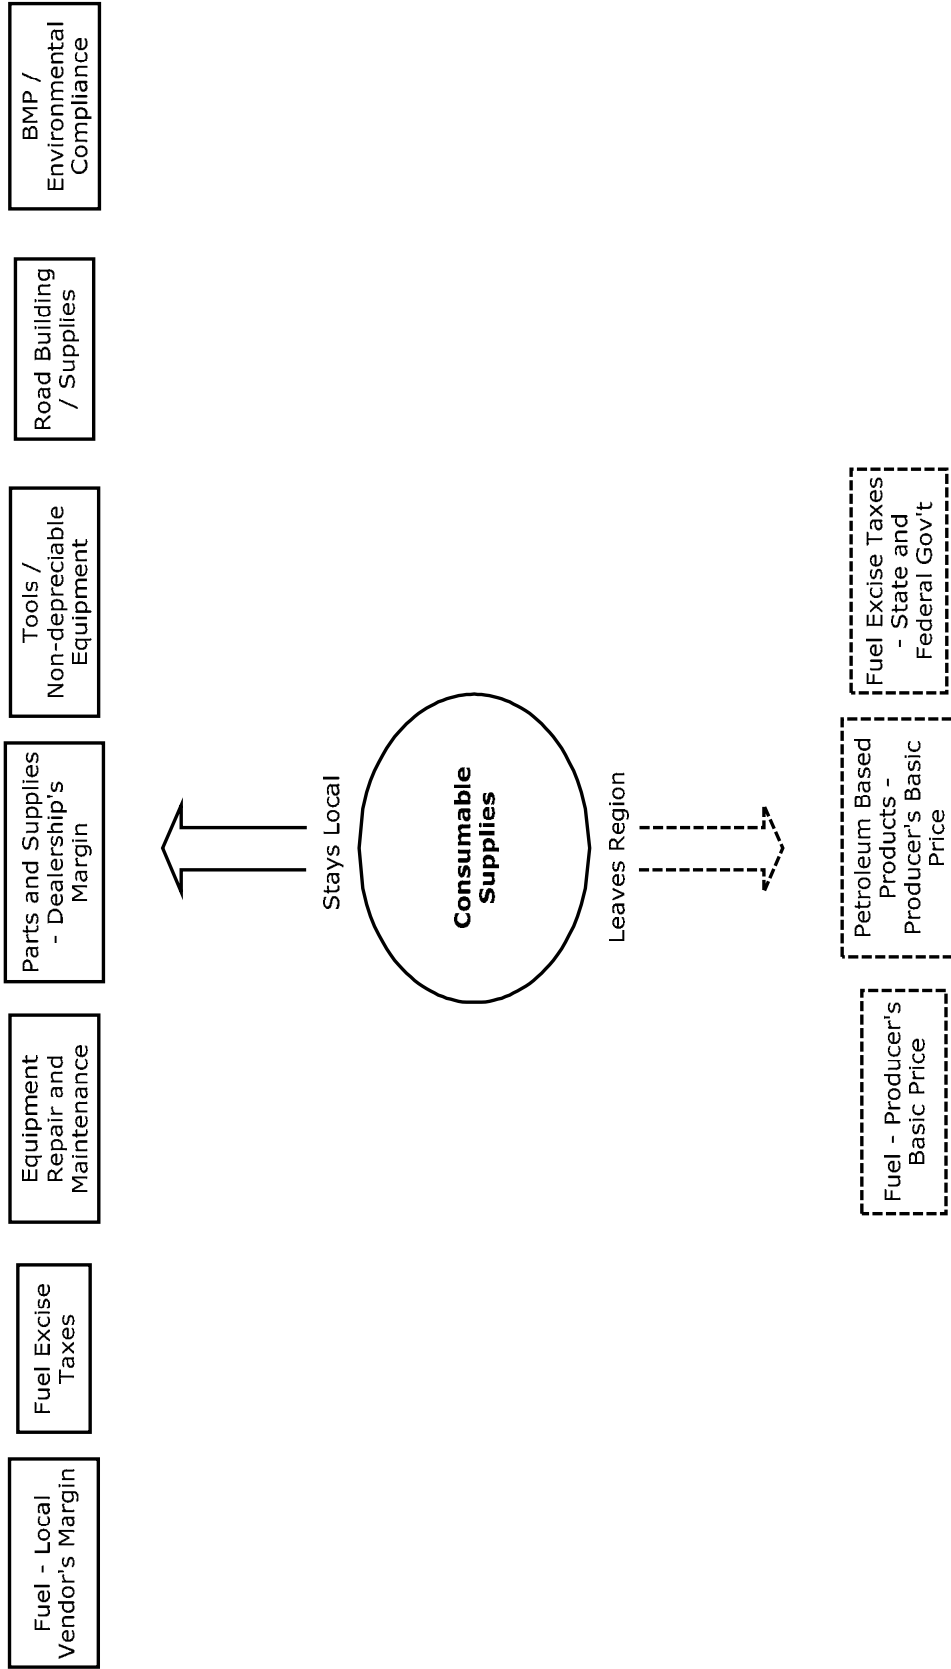 Fuel - Local
Vendor's Margin
Fuel Excise
Taxes
Equipment
Repair and
Maintenance
Parts and Supplies
- Dealership's
Margin
Tools /
Non-depreciable
Equipment
Road Building
/ Supplies
BMP /
Environmental
Compliance
Stays Local
Consumable
Supplies
Leaves Region
Fuel - Producer's
Basic Price
Petroleum Based
Products -
Producer's Basic
Price
Fuel Excise Taxes
- State and
Federal Gov't